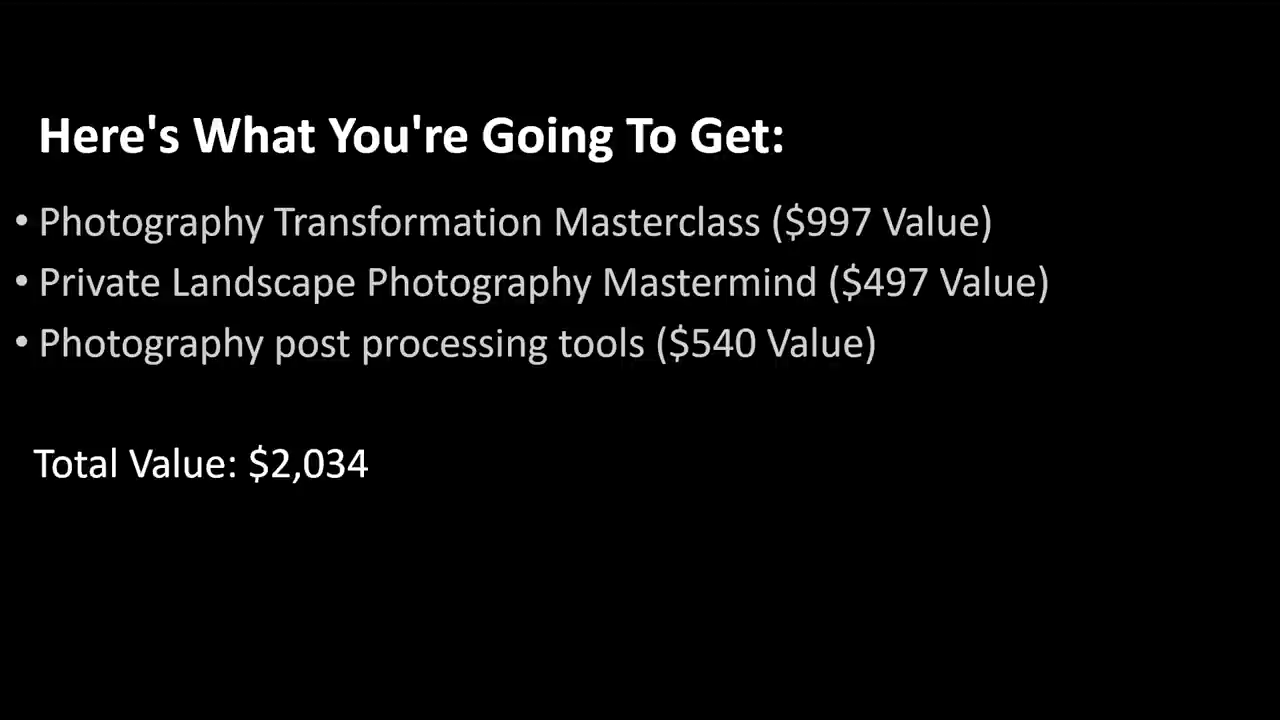 Here's What You're Going To Get:
• Photography Transformation Masterclass ($997 Value)
• Private Landscape Photography Mastermind ($497 Value)
• Photography post processing tools ($540 Value)
Total Value: $2,034